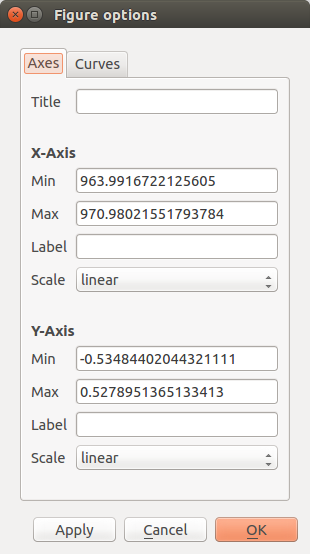 Figure options
Axes Curves
Title
X-Axis
Min 963.9916722125605
Max 970.98021551793784
Label
Scale linear
Y-Axis
Min -0.53484402044321111
Max 0.5278951365133413
Label
Scale linear
Apply Cancel OK